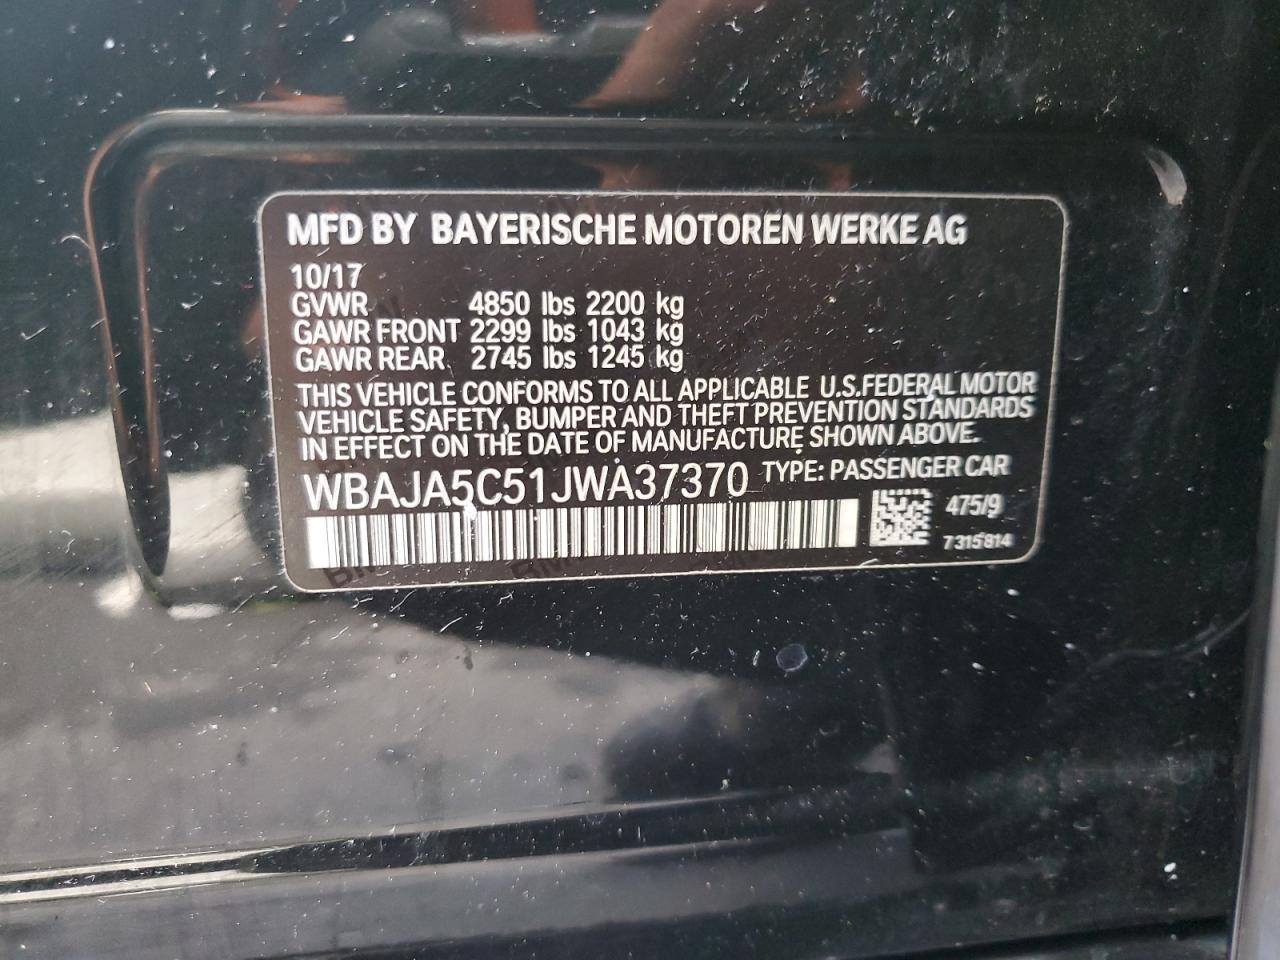 MFD BY BAYERISCHE MOTOREN WERKE AG
10/17
GVWR 4850 lbs 2200 kg
GAWR FRONT 2299 lbs 1043 kg
GAWR REAR 2745 lbs 1245 kg
THIS VEHICLE CONFORMS TO ALL APPLICABLE U.S.FEDERAL MOTOR
VEHICLE SAFETY, BUMPER AND THEFT PREVENTION STANDARDS
IN EFFECT ON THE DATE OF MANUFACTURE SHOWN ABOVE.
WBAJA5C51JWA37370 TYPE: PASSENGER CAR
475/9
7315814